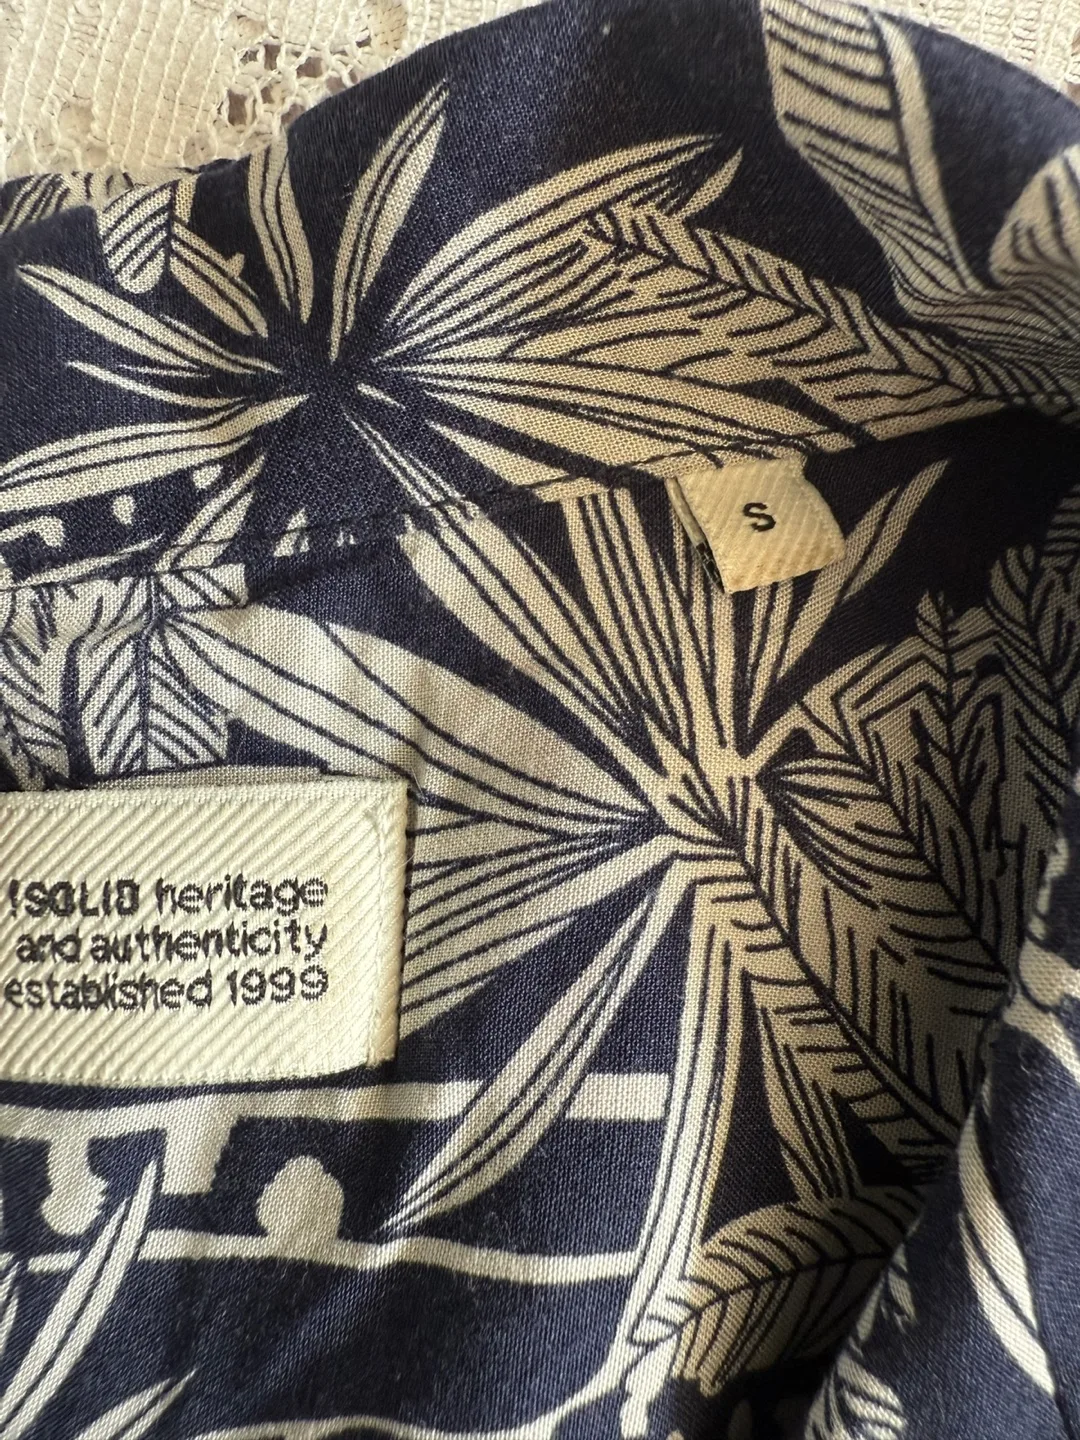 S
!SOLID heritage
and authenticity
established 1999